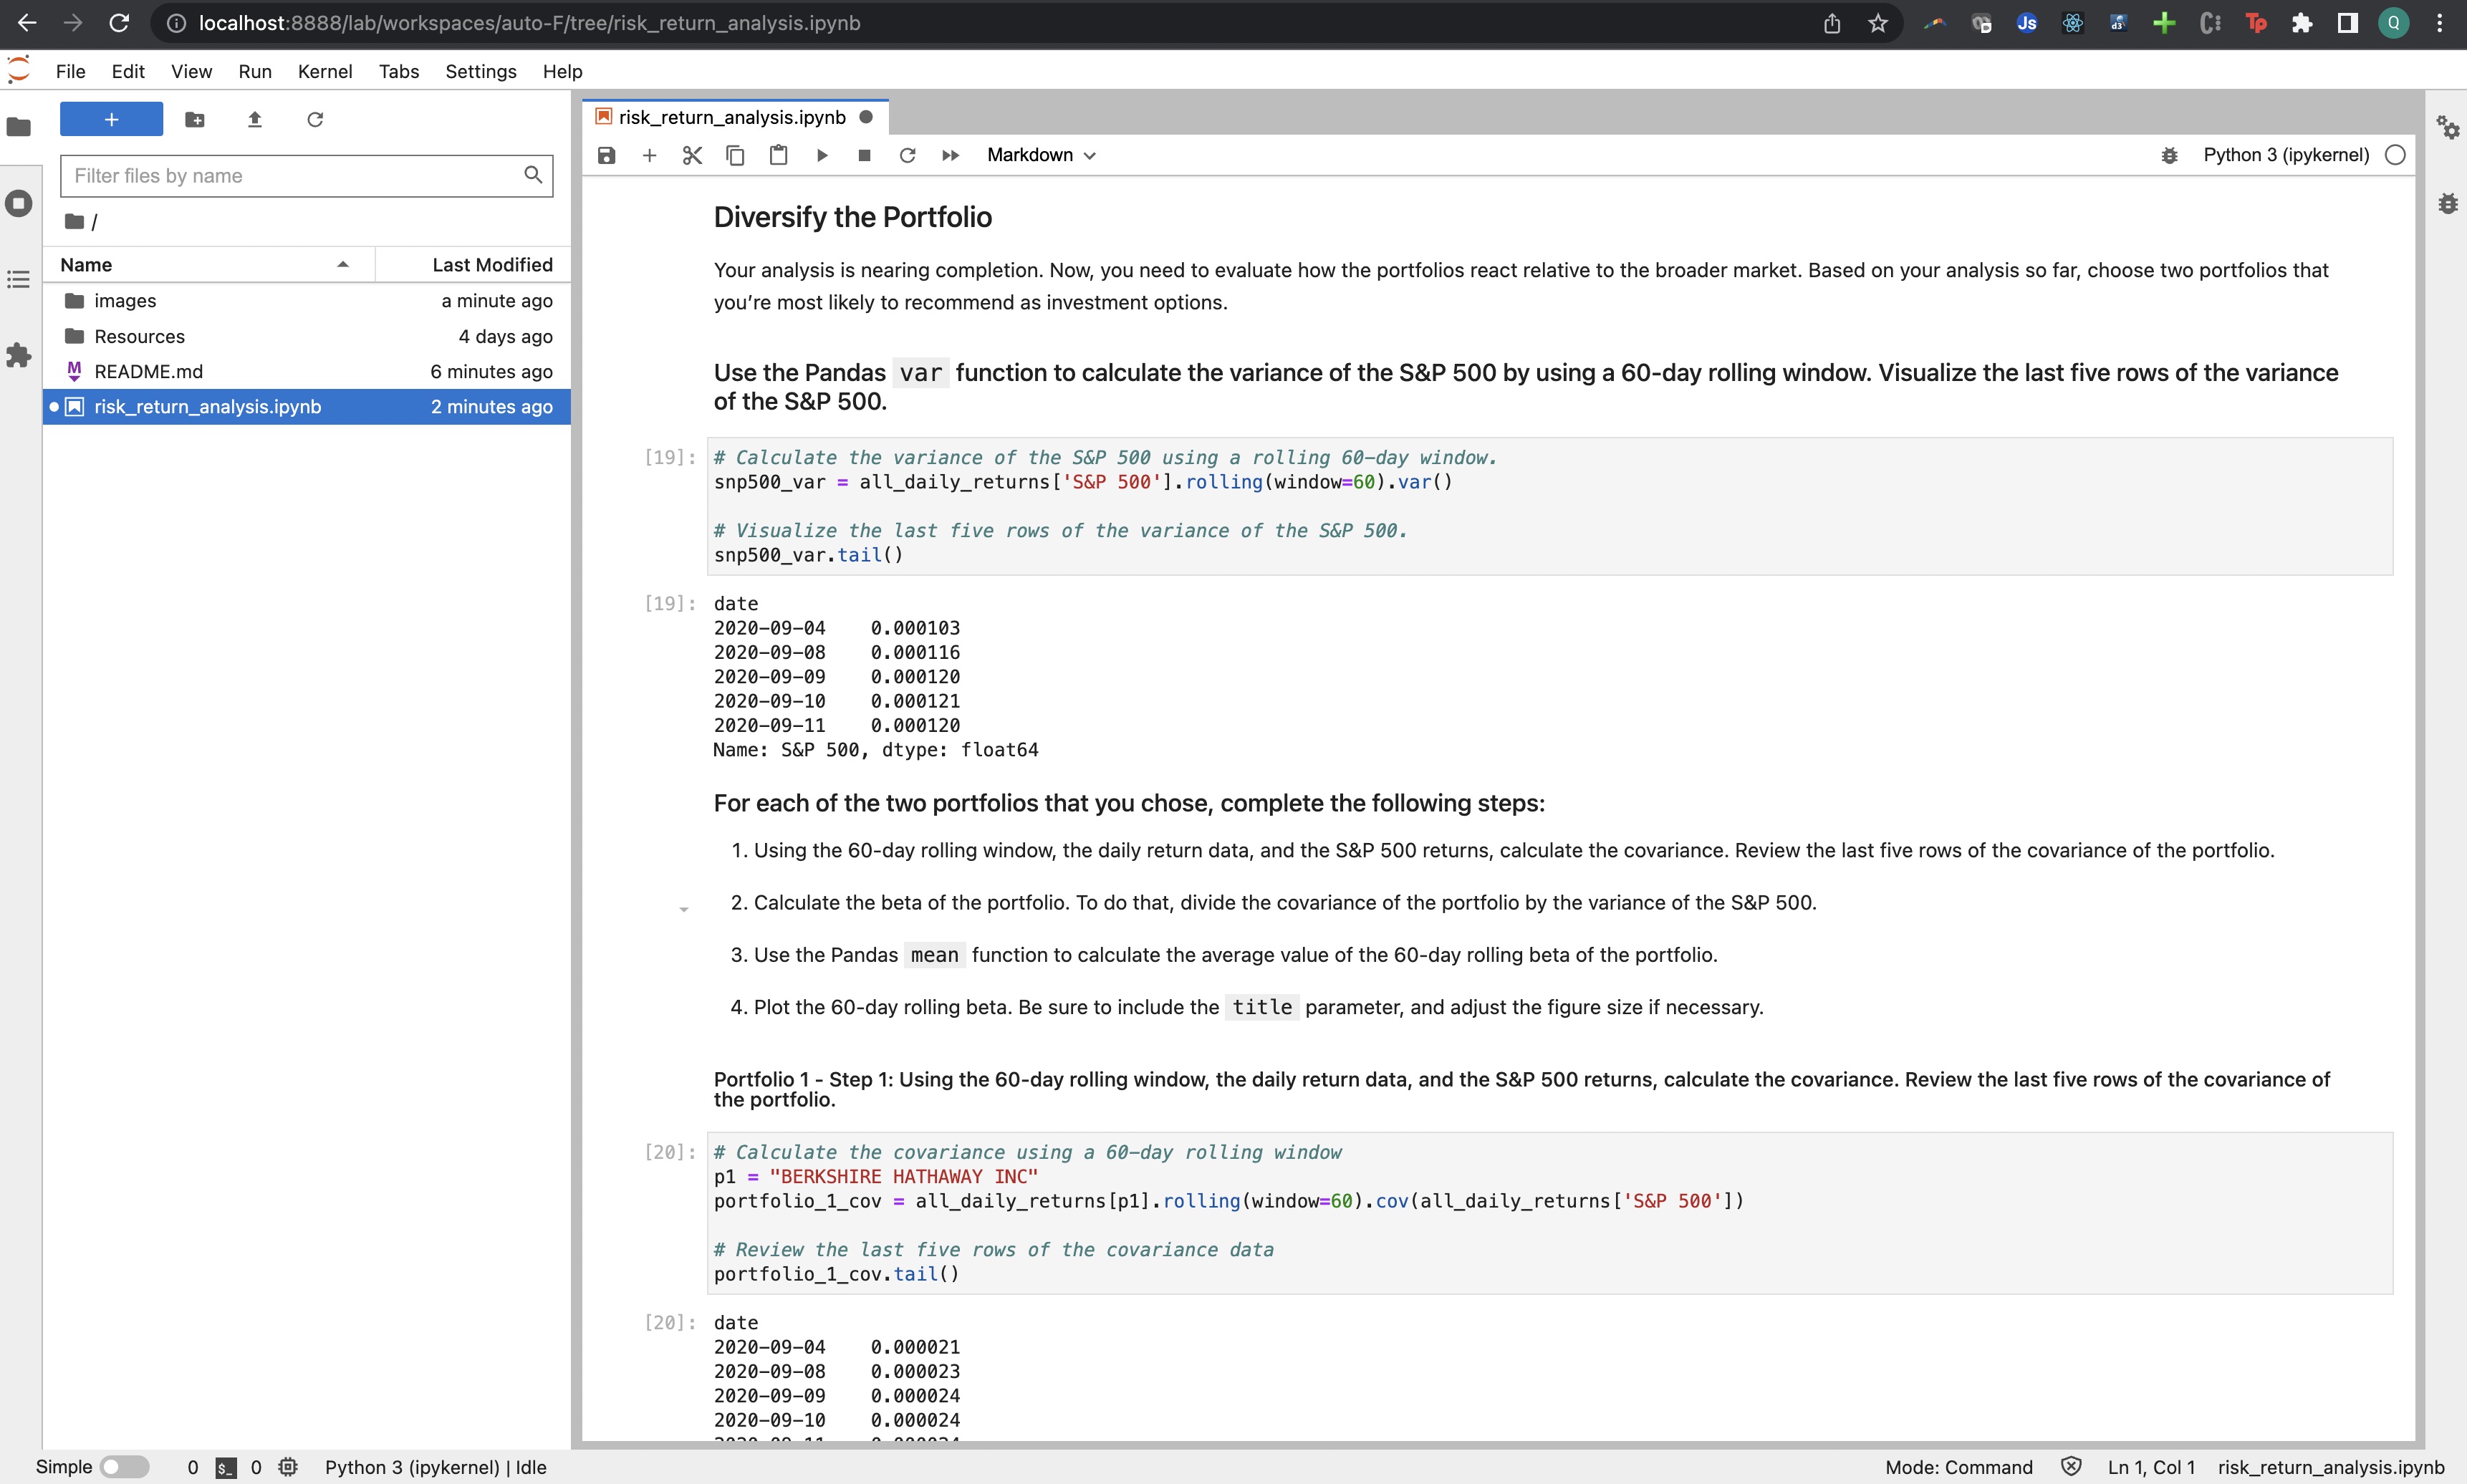 localhost:8888/lab/workspaces/auto-F/tree/risk_return_analysis.ipynb
Js
d3
Tp
Q
File Edit View Run Kernel Tabs Settings Help
+
Filter files by name
/
Name Last Modified
images a minute ago
Resources 4 days ago
README.md 6 minutes ago
risk_return_analysis.ipynb 2 minutes ago
risk_return_analysis.ipynb
Markdown
Python 3 (ipykernel)
Diversify the Portfolio
Your analysis is nearing completion. Now, you need to evaluate how the portfolios react relative to the broader market. Based on your analysis so far, choose two portfolios that
you’re most likely to recommend as investment options.
Use the Pandas var function to calculate the variance of the S&P 500 by using a 60-day rolling window. Visualize the last five rows of the variance
of the S&P 500.
[19]: # Calculate the variance of the S&P 500 using a rolling 60-day window.
snp500_var = all_daily_returns['S&P 500'].rolling(window=60).var()
# Visualize the last five rows of the variance of the S&P 500.
snp500_var.tail()
[19]: date
2020-09-04 0.000103
2020-09-08 0.000116
2020-09-09 0.000120
2020-09-10 0.000121
2020-09-11 0.000120
Name: S&P 500, dtype: float64
For each of the two portfolios that you chose, complete the following steps:
1. Using the 60-day rolling window, the daily return data, and the S&P 500 returns, calculate the covariance. Review the last five rows of the covariance of the portfolio.
2. Calculate the beta of the portfolio. To do that, divide the covariance of the portfolio by the variance of the S&P 500.
3. Use the Pandas mean function to calculate the average value of the 60-day rolling beta of the portfolio.
4. Plot the 60-day rolling beta. Be sure to include the title parameter, and adjust the figure size if necessary.
Portfolio 1 - Step 1: Using the 60-day rolling window, the daily return data, and the S&P 500 returns, calculate the covariance. Review the last five rows of the covariance of
the portfolio.
[20]: # Calculate the covariance using a 60-day rolling window
p1 = "BERKSHIRE HATHAWAY INC"
portfolio_1_cov = all_daily_returns[p1].rolling(window=60).cov(all_daily_returns['S&P 500'])
# Review the last five rows of the covariance data
portfolio_1_cov.tail()
[20]: date
2020-09-04 0.000021
2020-09-08 0.000023
2020-09-09 0.000024
2020-09-10 0.000024
Simple 0 $_ 0 Python 3 (ipykernel) | Idle
Mode: Command Ln 1, Col 1 risk_return_analysis.ipynb